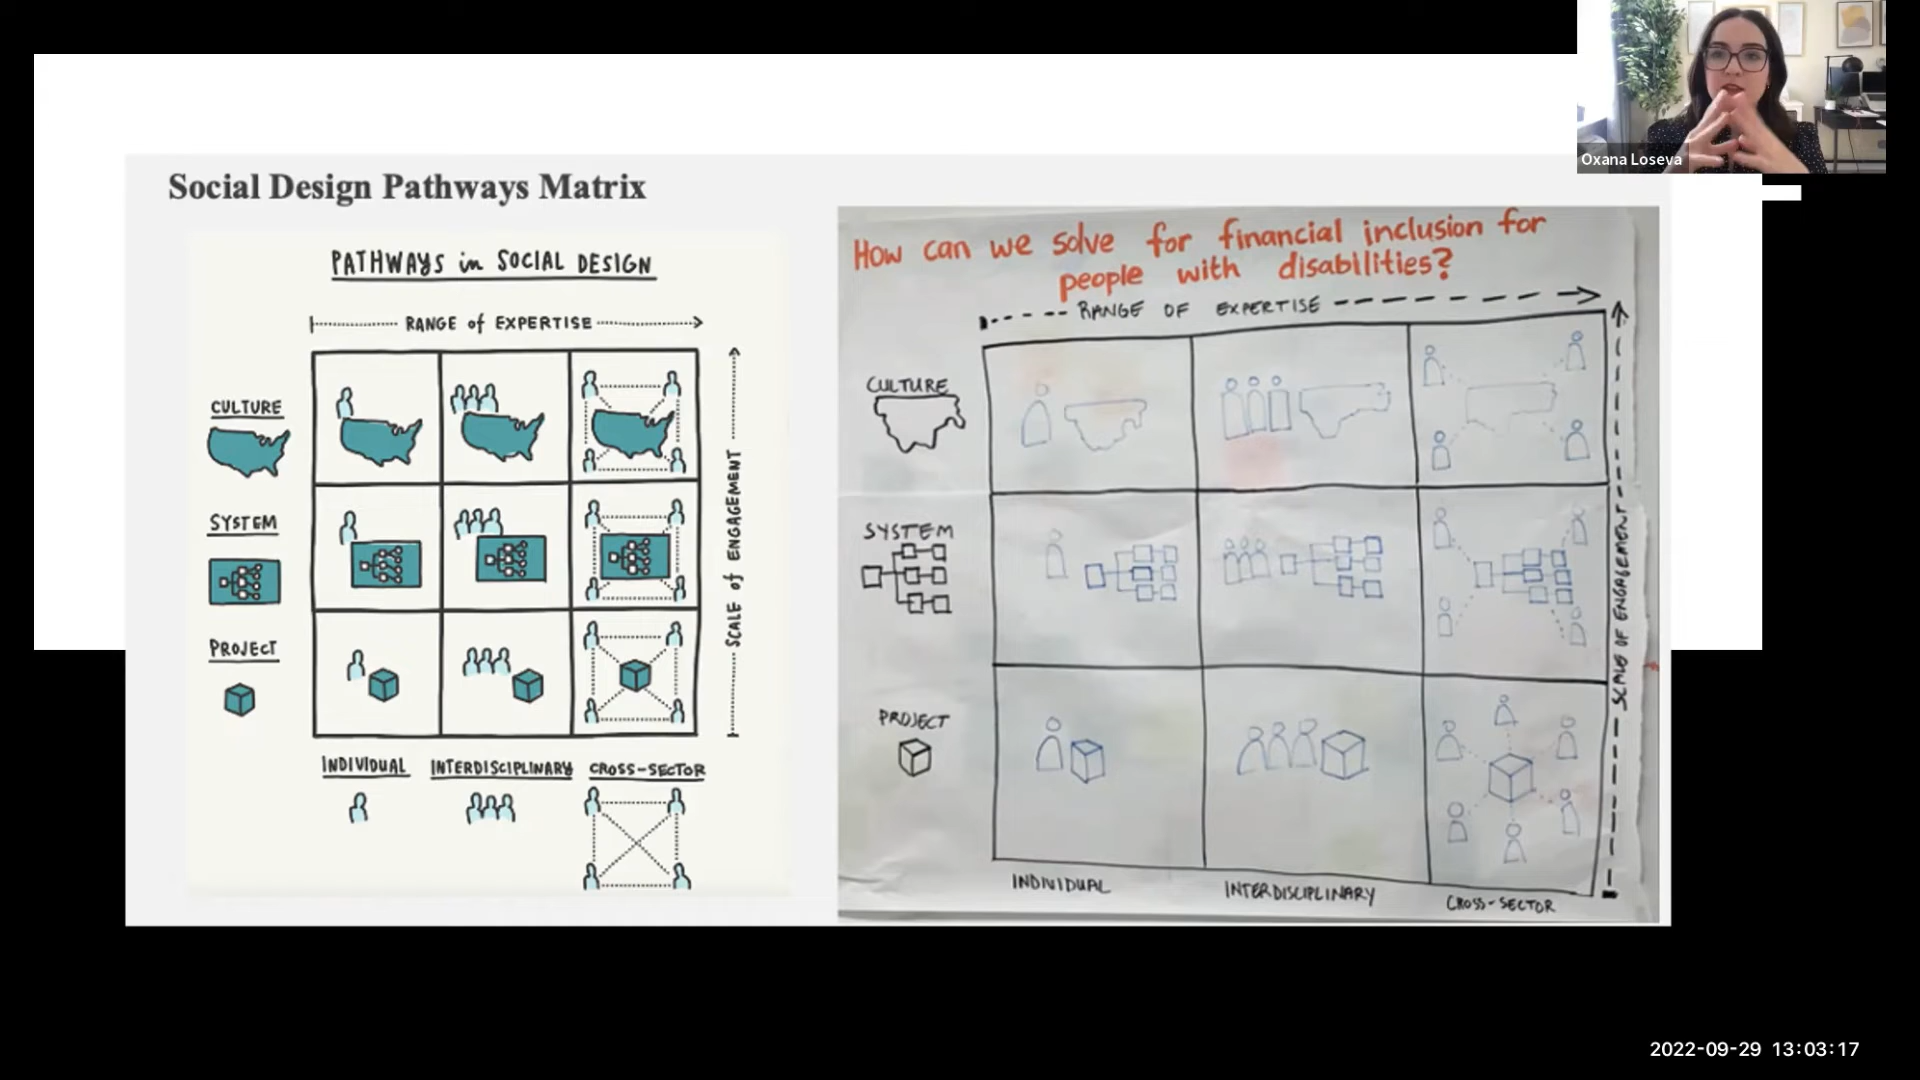 Oxana Loseva
Social Design Pathways Matrix
PATHWAYS in SOCIAL DESIGN
RANGE of EXPERTISE
CULTURE
SYSTEM
PROJECT
SCALE of ENGAGEMENT
INDIVIDUAL
INTERDISCIPLINARY
CROSS-SECTOR
How can we solve for financial inclusion for
people with disabilities?
RANGE OF EXPERTISE
CULTURE
SYSTEM
PROJECT
SCALE OF ENGAGEMENT
INDIVIDUAL
INTERDISCIPLINARY
CROSS-SECTOR
2022-09-29 13:03:17